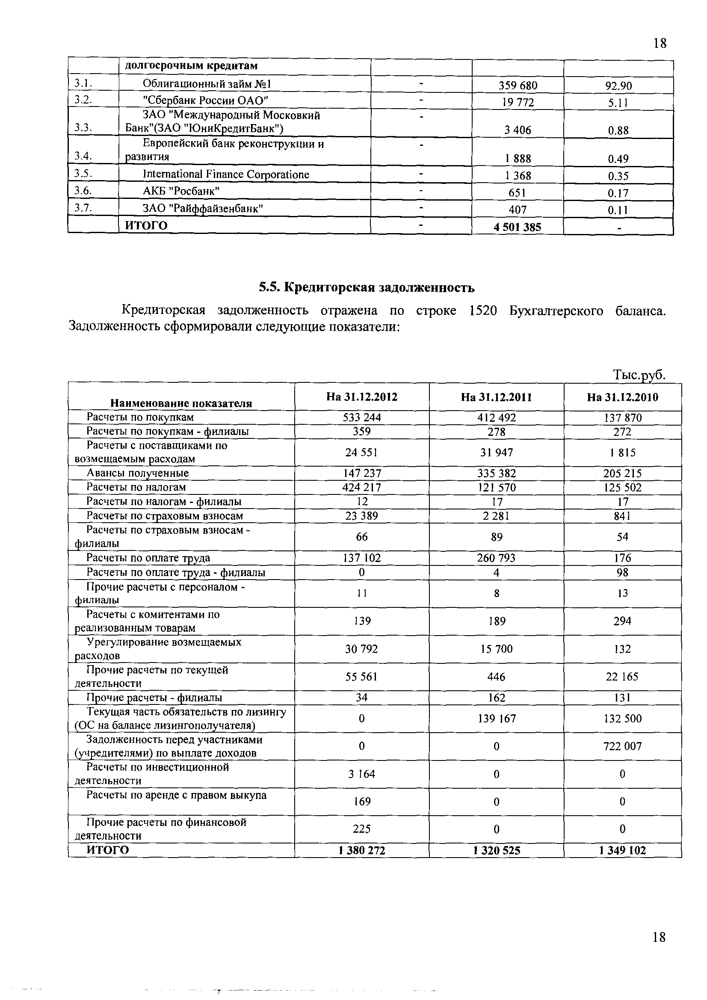 18
долгосрочным кредитам
3.1. Облигационный займ №1 - 359 680 92.90
3.2. "Сбербанк России ОАО" - 19 772 5.11
ЗАО "Международный Московкий -
3.3. Банк"(ЗАО "ЮниКредитБанк") 3 406 0.88
Европейский банк реконструкции и -
3.4. развития 1 888 0.49
3.5. International Finance Corporatione - 1 368 0.35
3.6. АКБ "Росбанк" - 651 0.17
3.7. ЗАО "Райффайзенбанк" - 407 0.11
ИТОГО - 4 501 385 -
5.5. Кредиторская задолженность
Кредиторская задолженность отражена по строке 1520 Бухгалтерского баланса.
Задолженность сформировали следующие показатели:
Тыс.руб.
Наименование показателя На 31.12.2012 На 31.12.2011 На 31.12.2010
Расчеты по покупкам 533 244 412 492 137 870
Расчеты по покупкам - филиалы 359 278 272
Расчеты с поставщиками по
возмещаемым расходам 24 551 31 947 1 815
Авансы полученные 147 237 335 382 205 215
Расчеты по налогам 424 217 121 570 125 502
Расчеты по налогам - филиалы 12 17 17
Расчеты по страховым взносам 23 389 2 281 841
Расчеты по страховым взносам -
филиалы 66 89 54
Расчеты по оплате труда 137 102 260 793 176
Расчеты по оплате труда - филиалы 0 4 98
Прочие расчеты с персоналом -
филиалы 11 8 13
Расчеты с комитентами по
реализованным товарам 139 189 294
Урегулирование возмещаемых
расходов 30 792 15 700 132
Прочие расчеты по текущей
деятельности 55 561 446 22 165
Прочие расчеты - филиалы 34 162 131
Текущая часть обязательств по лизингу
(ОС на балансе лизингополучателя) 0 139 167 132 500
Задолженность перед участниками
(учредителями) по выплате доходов 0 0 722 007
Расчеты по инвестиционной
деятельности 3 164 0 0
Расчеты по аренде с правом выкупа 169 0 0
Прочие расчеты по финансовой
деятельности 225 0 0
ИТОГО 1 380 272 1 320 525 1 349 102
18